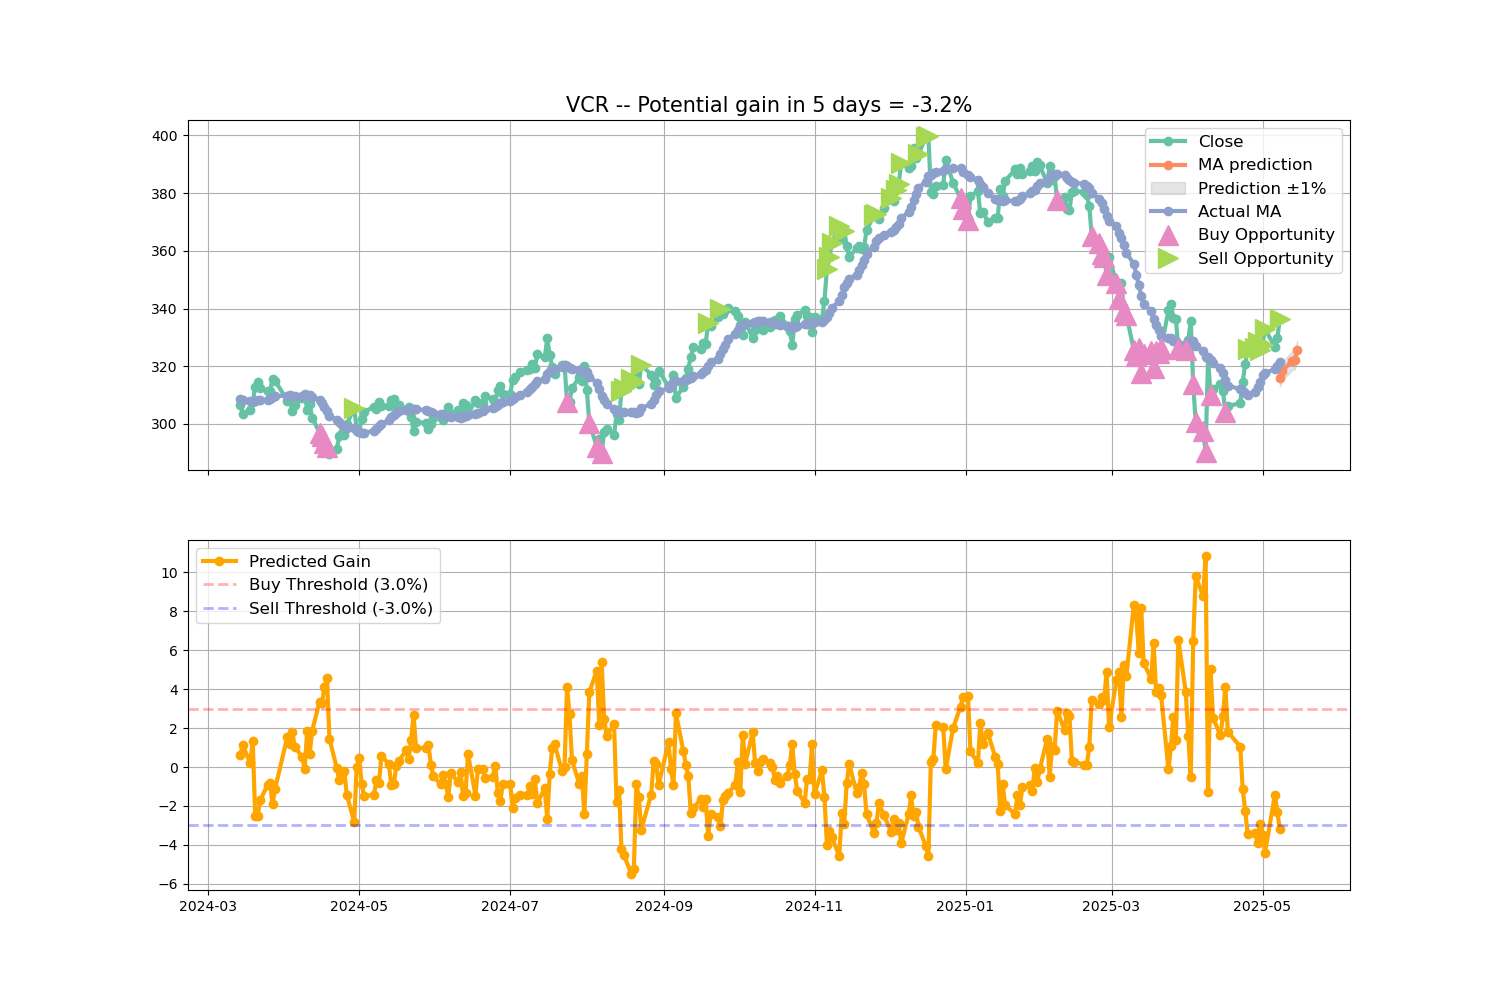 VCR -- Potential gain in 5 days = -3.2%
400
380
360
340
320
300
Close
MA prediction
Prediction ±1%
Actual MA
Buy Opportunity
Sell Opportunity
10
8
6
4
2
0
−2
−4
−6
Predicted Gain
Buy Threshold (3.0%)
Sell Threshold (-3.0%)
2024-03
2024-05
2024-07
2024-09
2024-11
2025-01
2025-03
2025-05